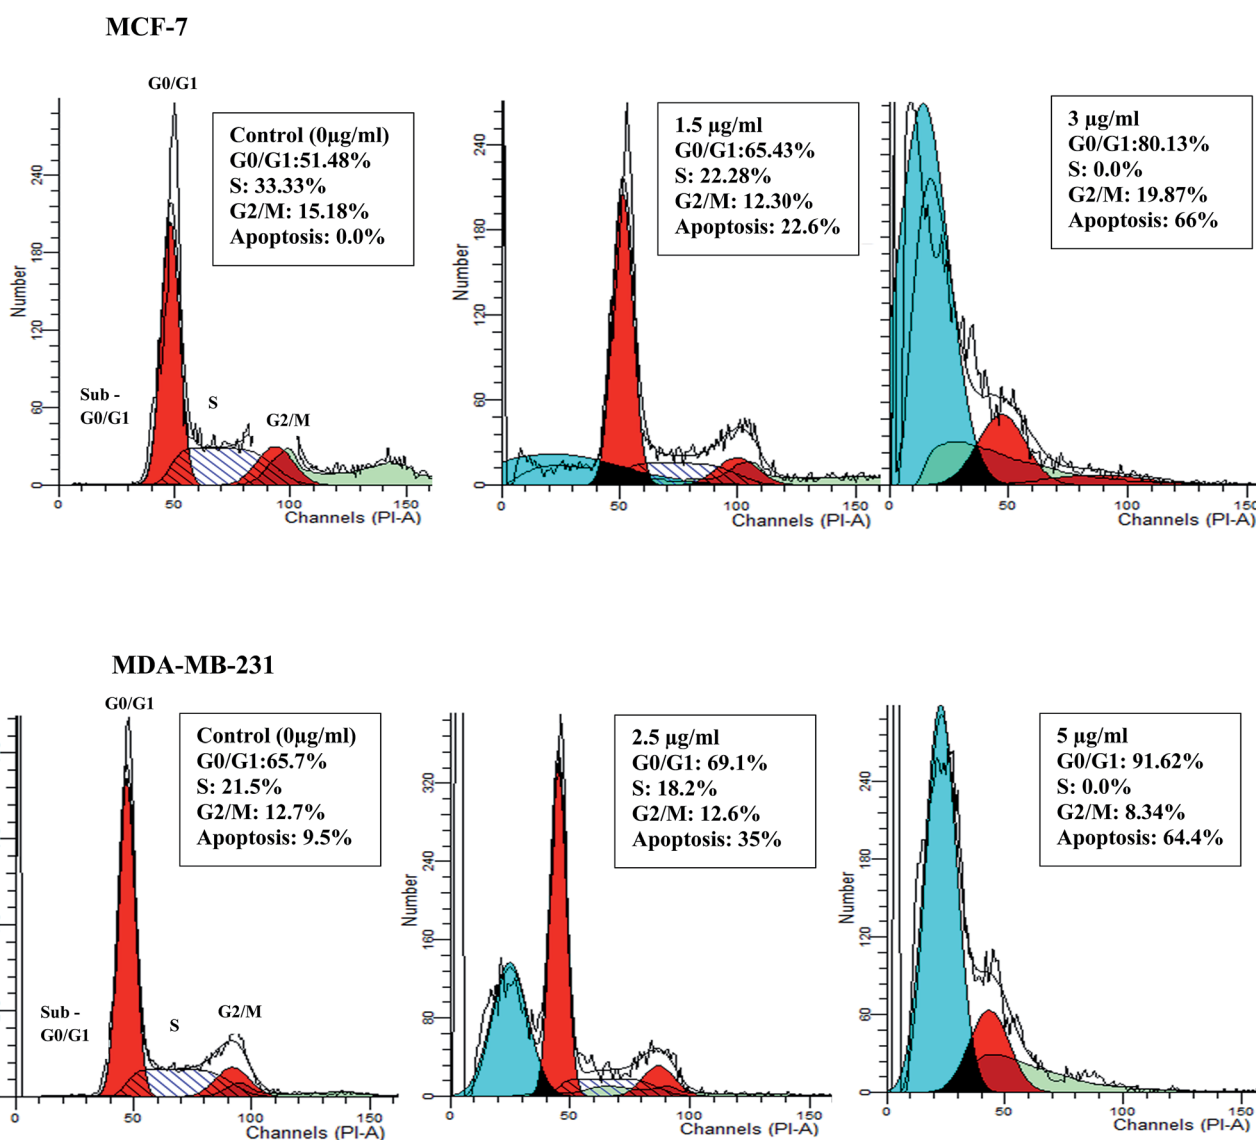 MCF-7
G0/G1
Control (0µg/ml)
G0/G1:51.48%
S: 33.33%
G2/M: 15.18%
Apoptosis: 0.0%
Sub -
G0/G1
S
G2/M
Number
0
60
120
180
240
0
50
100
150
Channels (PI-A)
1.5 µg/ml
G0/G1:65.43%
S: 22.28%
G2/M: 12.30%
Apoptosis: 22.6%
Number
0
60
120
180
240
0
50
100
150
Channels (PI-A)
3 µg/ml
G0/G1:80.13%
S: 0.0%
G2/M: 19.87%
Apoptosis: 66%
0
50
100
150
Channels (PI-A)
MDA-MB-231
G0/G1
Control (0µg/ml)
G0/G1:65.7%
S: 21.5%
G2/M: 12.7%
Apoptosis: 9.5%
Sub -
G0/G1
S
G2/M
0
50
100
150
Channels (PI-A)
2.5 µg/ml
G0/G1: 69.1%
S: 18.2%
G2/M: 12.6%
Apoptosis: 35%
Number
0
80
160
240
320
0
50
100
150
Channels (PI-A)
5 µg/ml
G0/G1: 91.62%
S: 0.0%
G2/M: 8.34%
Apoptosis: 64.4%
Number
0
60
120
180
240
0
50
100
150
Channels (PI-A)